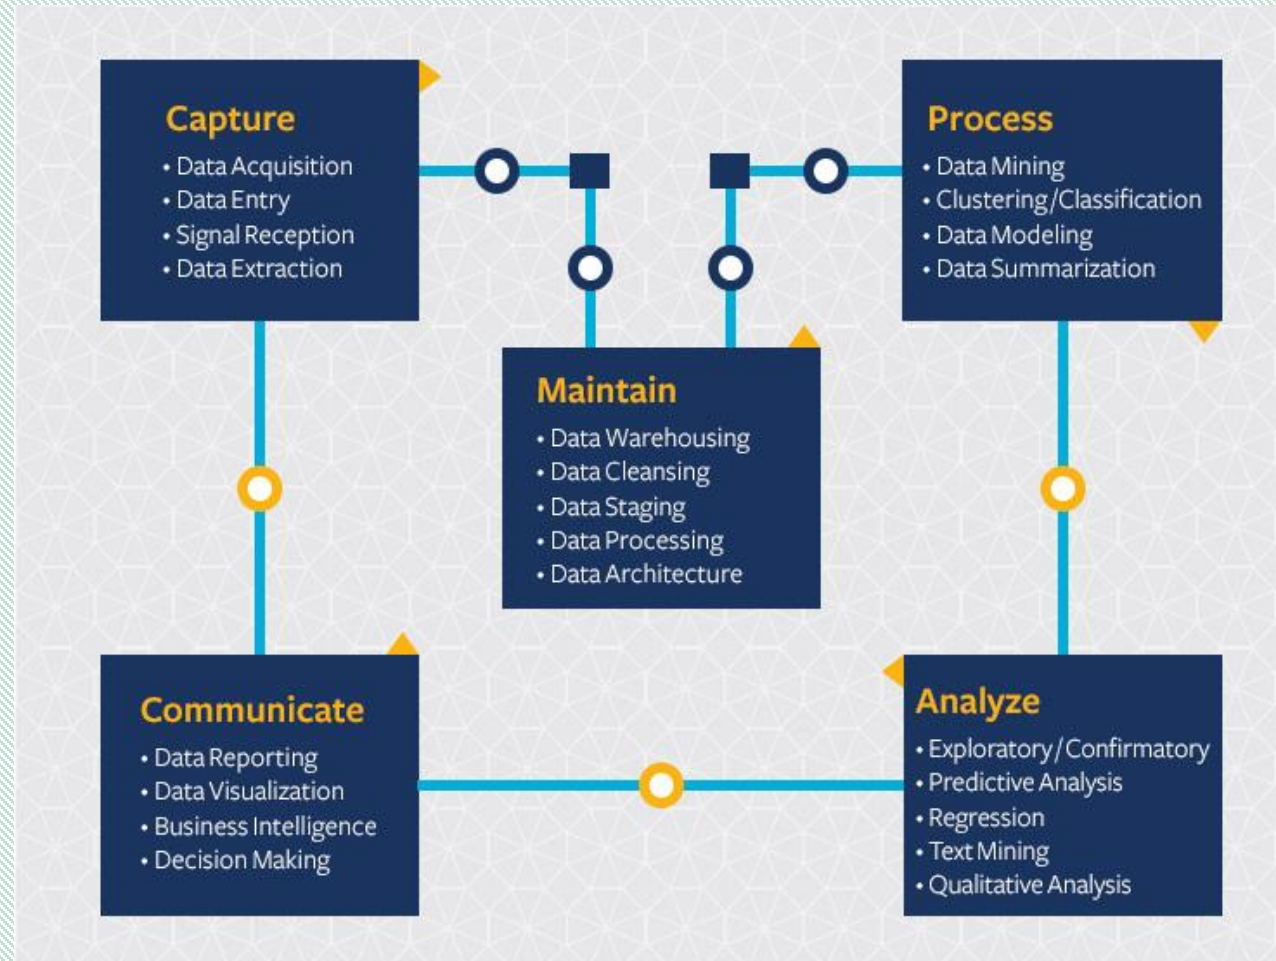 Capture
• Data Acquisition
• Data Entry
• Signal Reception
• Data Extraction
Process
• Data Mining
• Clustering/Classification
• Data Modeling
• Data Summarization
Maintain
• Data Warehousing
• Data Cleansing
• Data Staging
• Data Processing
• Data Architecture
Communicate
• Data Reporting
• Data Visualization
• Business Intelligence
• Decision Making
Analyze
• Exploratory/Confirmatory
• Predictive Analysis
• Regression
• Text Mining
• Qualitative Analysis